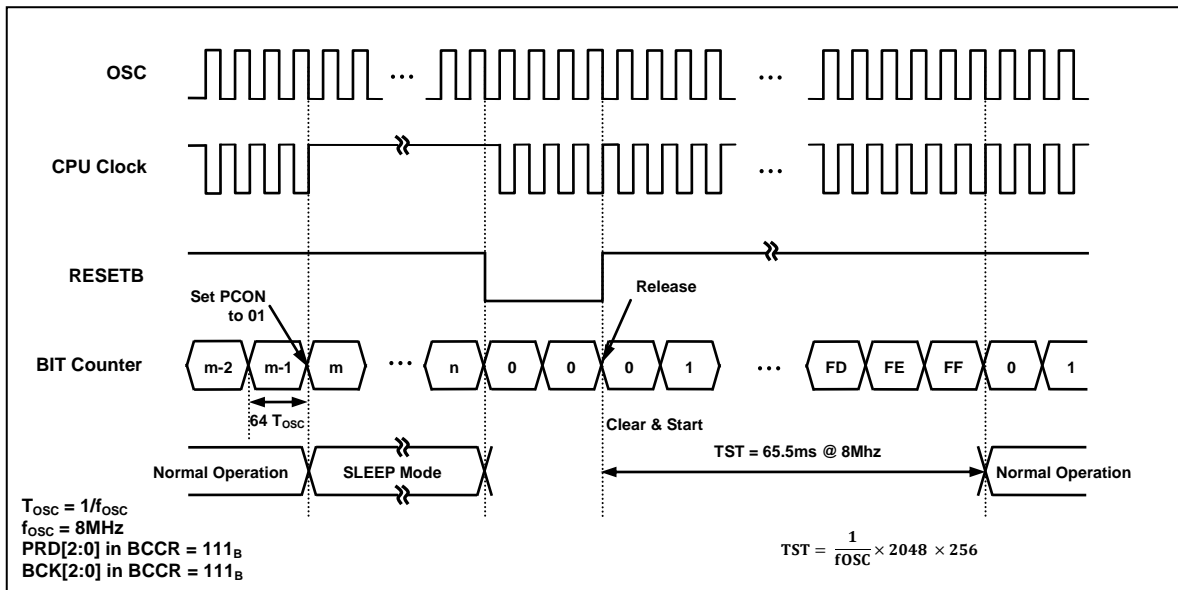 OSC
...
...
CPU Clock
...
RESETB
Set PCON
to 01
Release
BIT Counter
m-2 m-1 m ... n 0 0 0 1 ... FD FE FF 0 1
64 TOSC
Clear & Start
TST = 65.5ms @ 8Mhz
Normal Operation SLEEP Mode Normal Operation
TOSC = 1/fOSC
fOSC = 8MHz
PRD[2:0] in BCCR = 111B
BCK[2:0] in BCCR = 111B
TST = 1/fOSC × 2048 × 256